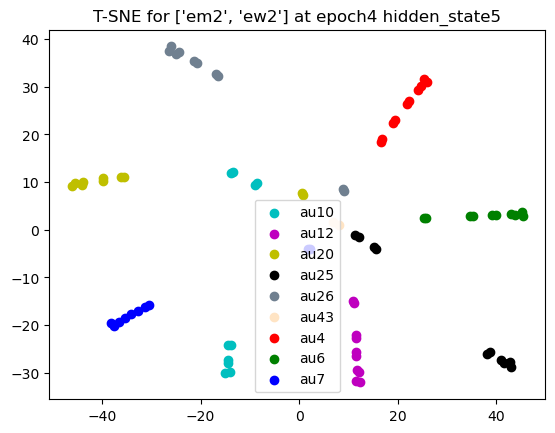 T-SNE for ['em2', 'ew2'] at epoch4 hidden_state5
40
30
20
10
0
−10
−20
−30
−40
−20
0
20
40
au10
au12
au20
au25
au26
au43
au4
au6
au7